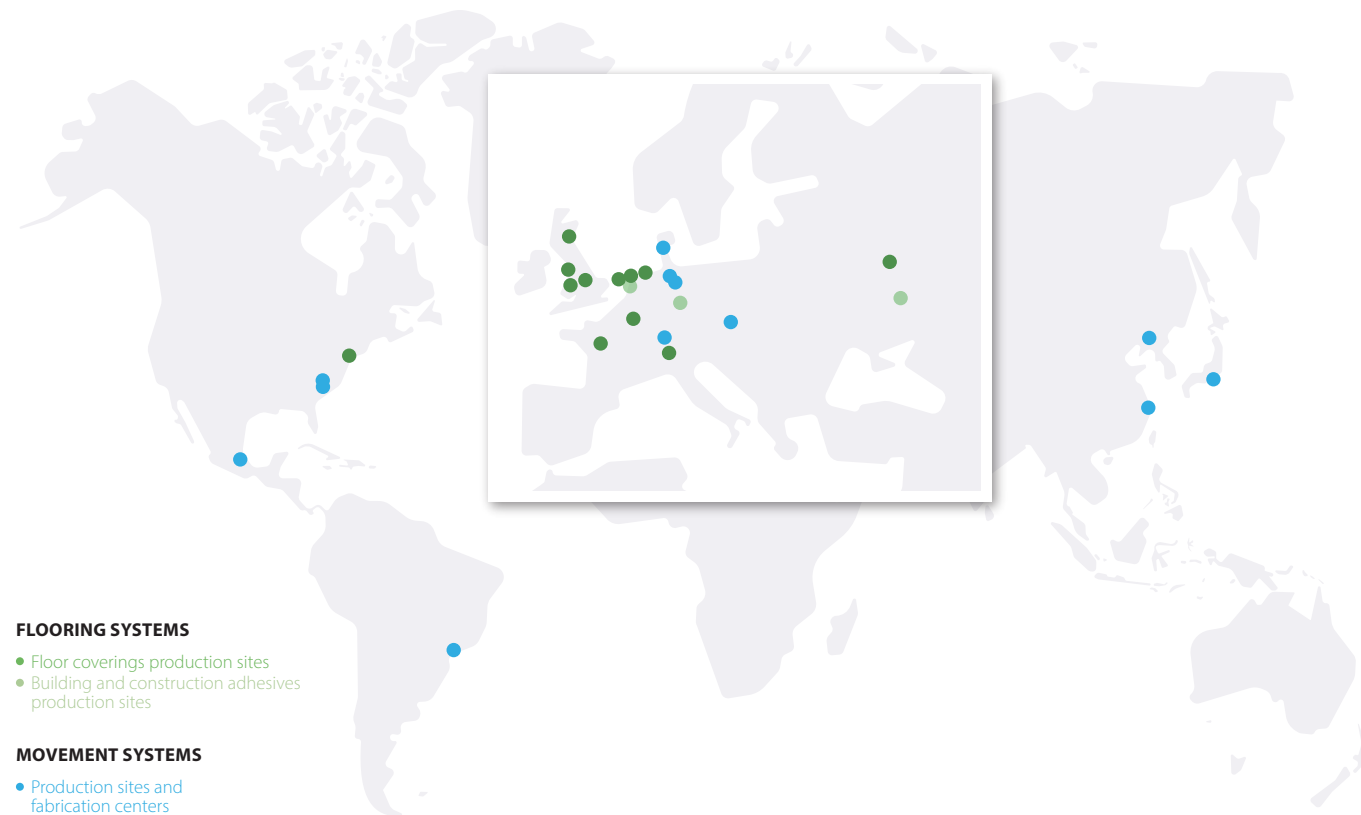 FLOORING SYSTEMS
Floor coverings production sites
Building and construction adhesives
production sites
MOVEMENT SYSTEMS
Production sites and
fabrication centers